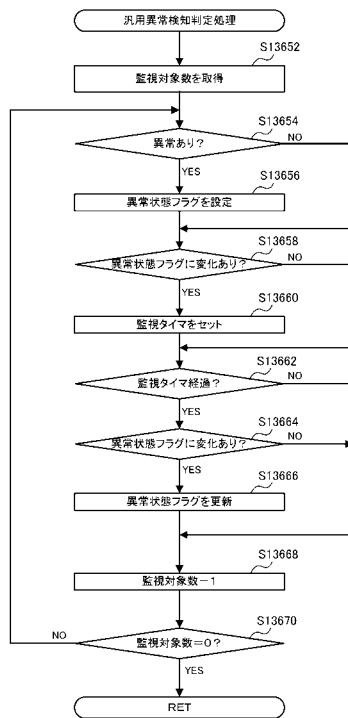 汎用異常検知判定処理
S13652
監視対象数を取得
S13654
異常あり?
NO
YES
S13656
異常状態フラグを設定
S13658
異常状態フラグに変化あり?
NO
YES
S13660
監視タイマをセット
S13662
監視タイマ経過?
NO
YES
S13664
異常状態フラグに変化あり?
NO
YES
S13666
異常状態フラグを更新
S13668
監視対象数-1
S13670
監視対象数=0?
NO
YES
RET